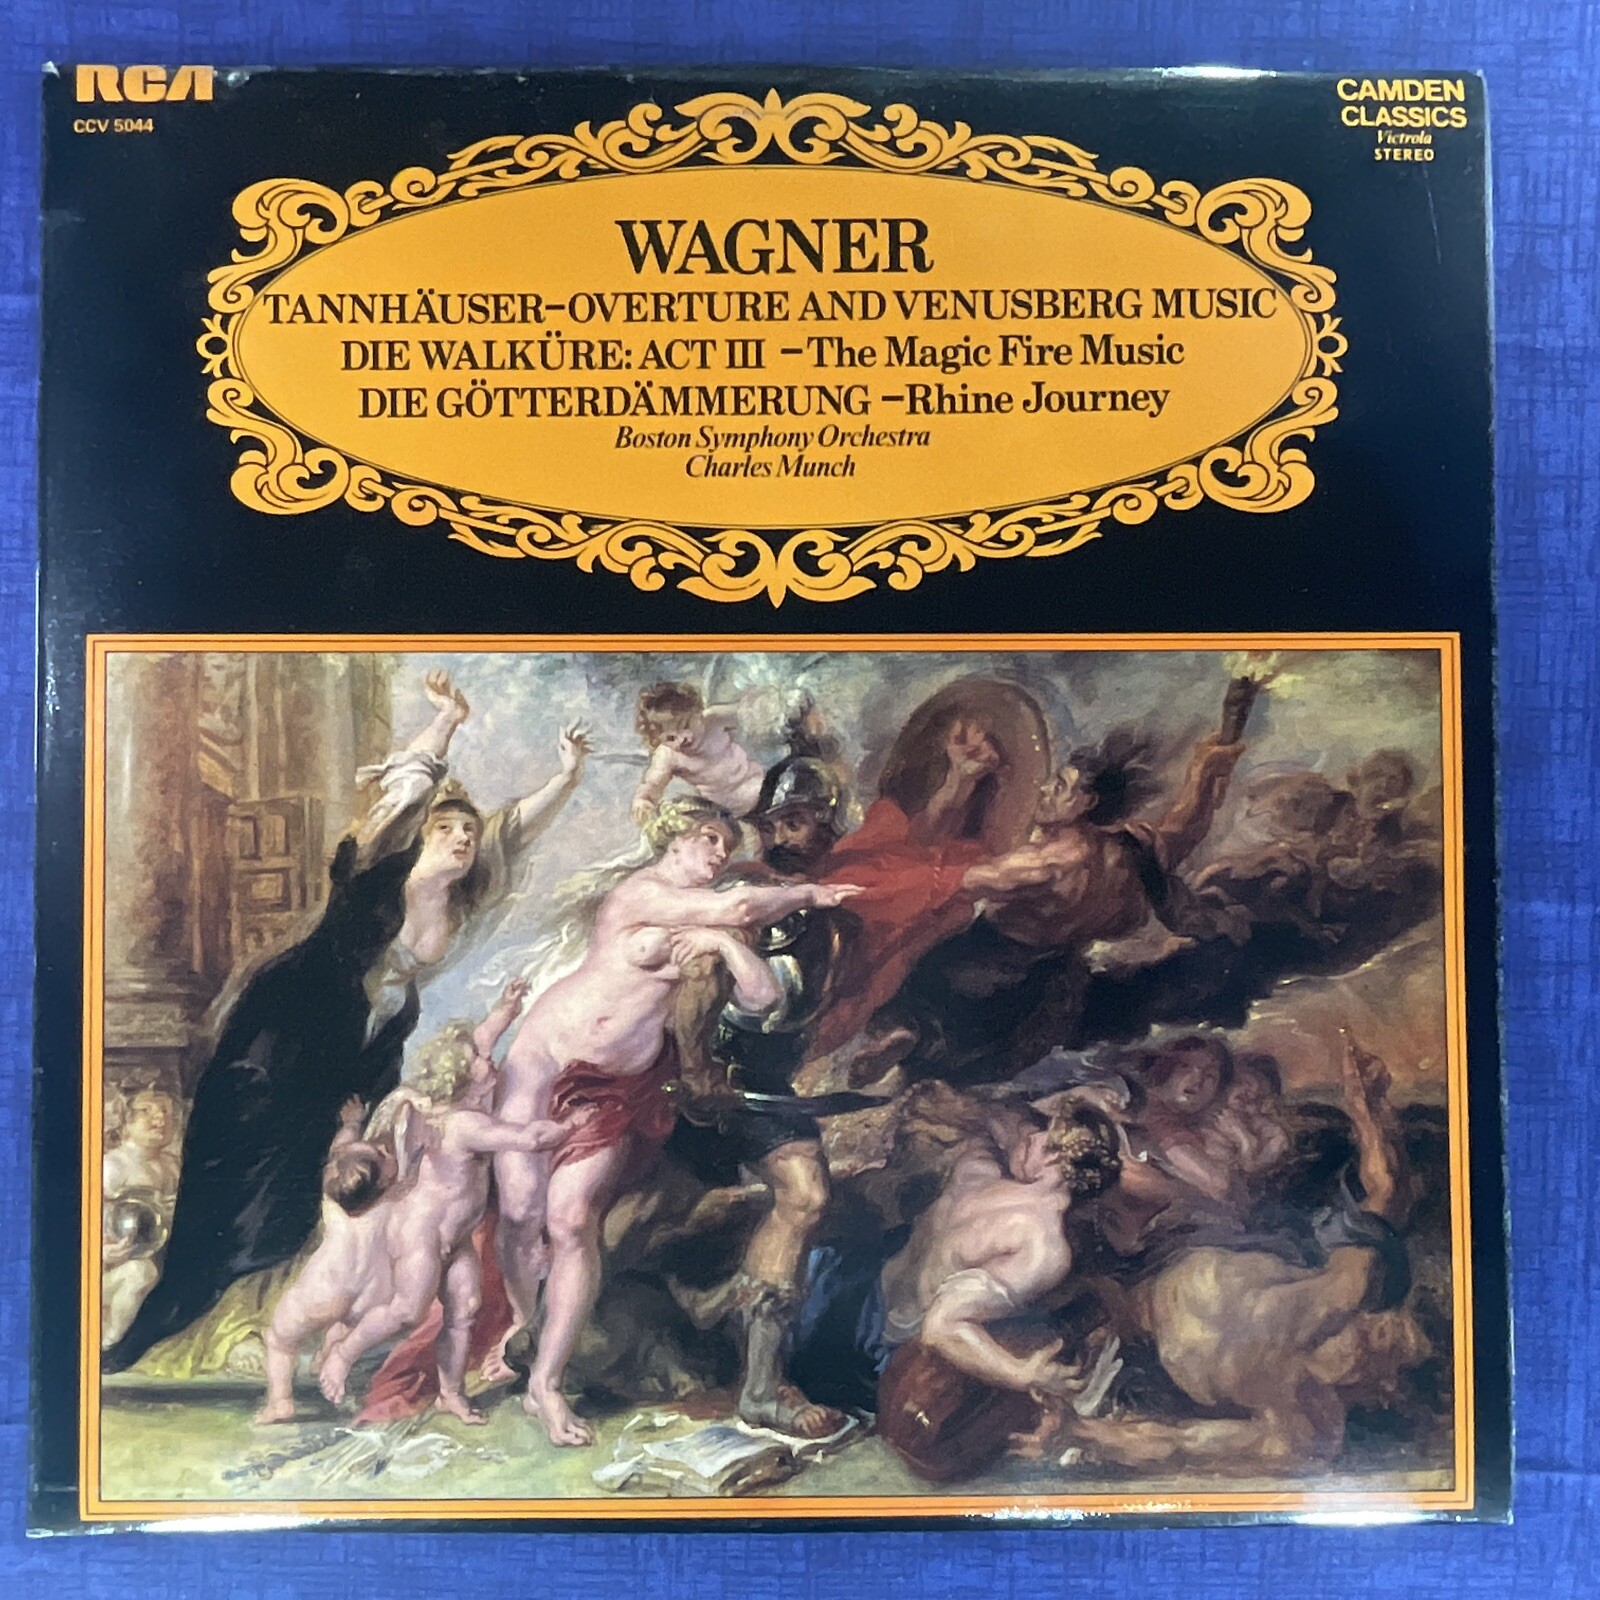 RCA
CCV 5044
CAMDEN
CLASSICS
Victrola
STEREO
WAGNER
TANNHÄUSER–OVERTURE AND VENUSBERG MUSIC
DIE WALKÜRE: ACT III –The Magic Fire Music
DIE GÖTTERDÄMMERUNG –Rhine Journey
Boston Symphony Orchestra
Charles Munch